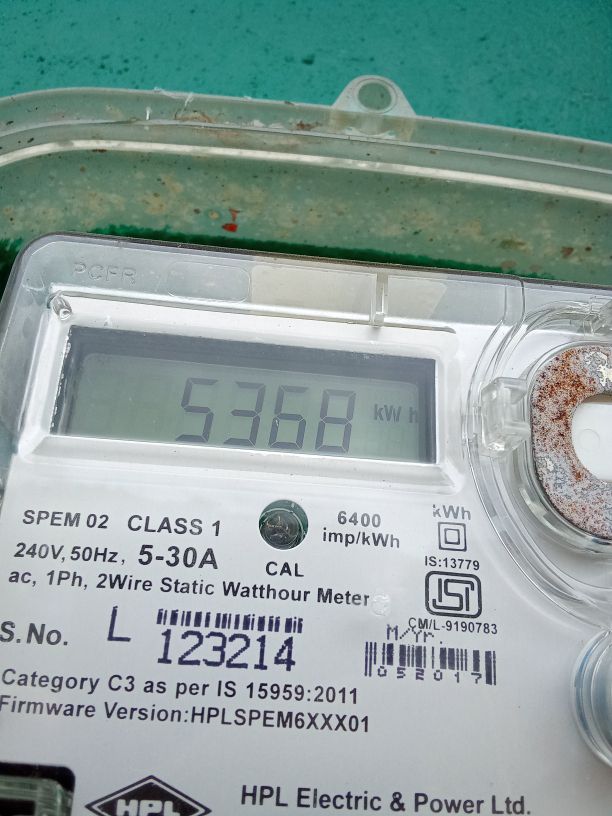 PCFR
5368 kWh
SPEM 02 CLASS 1
240V, 50Hz, 5-30A
CAL
6400
imp/kWh
kWh
IS:13779
ac, 1Ph, 2Wire Static Watthour Meter
ISI
CM/L-9190783
S.No. L 123214
M/Yr.
052017
Category C3 as per IS 15959:2011
Firmware Version:HPLSPEM6XXX01
HPL
HPL Electric & Power Ltd.